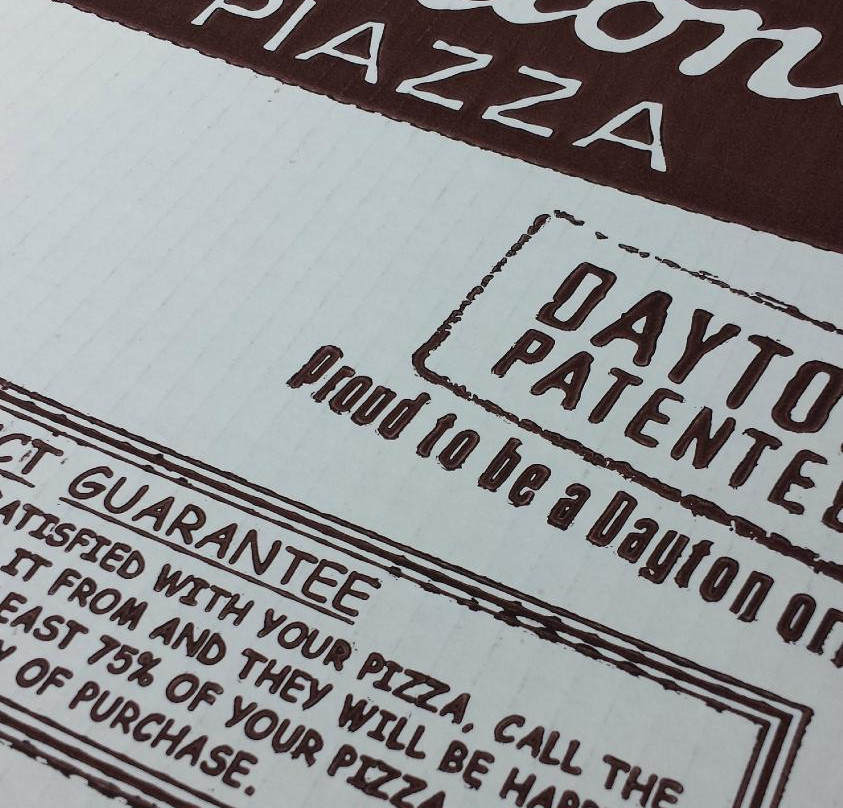 PIAZZA
DAYTO
PATENTE
Proud to be a Dayton or
CT GUARANTEE
ATISFIED WITH YOUR PIZZA, CALL THE
IT FROM AND THEY WILL BE HAPP
EAST 75% OF YOUR PIZZA
Y OF PURCHASE.